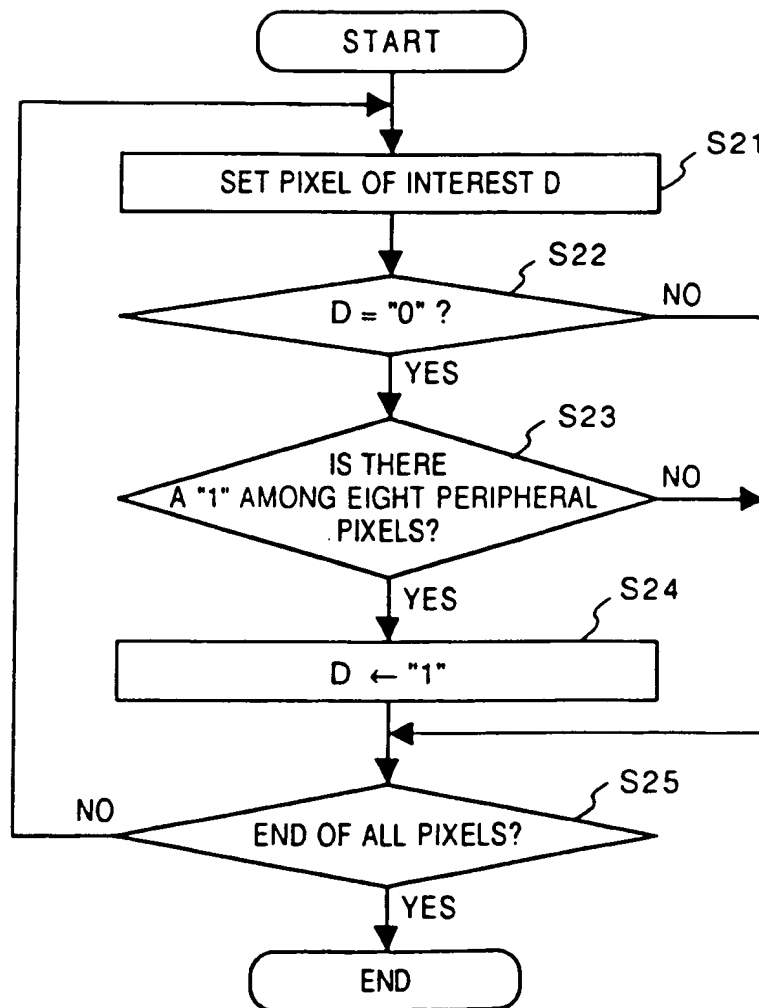 START
S21
SET PIXEL OF INTEREST D
S22
D = "0" ?
NO
YES
S23
IS THERE
A "1" AMONG EIGHT PERIPHERAL
PIXELS?
NO
YES
S24
D ← "1"
S25
NO
END OF ALL PIXELS?
YES
END